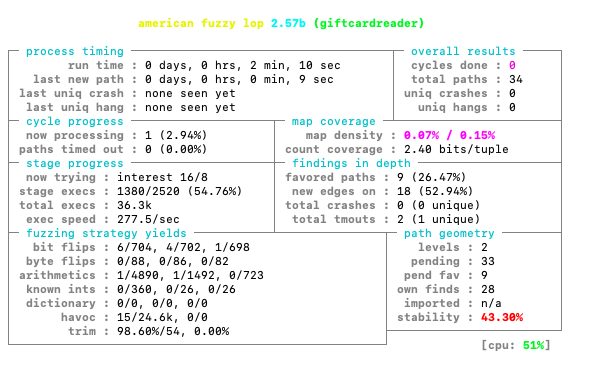 american fuzzy lop 2.57b (giftcardreader)
process timing overall results
run time : 0 days, 0 hrs, 2 min, 10 sec cycles done : 0
last new path : 0 days, 0 hrs, 0 min, 9 sec total paths : 34
last uniq crash : none seen yet uniq crashes : 0
last uniq hang : none seen yet uniq hangs : 0
cycle progress map coverage
now processing : 1 (2.94%) map density : 0.07% / 0.15%
paths timed out : 0 (0.00%) count coverage : 2.40 bits/tuple
stage progress findings in depth
now trying : interest 16/8 favored paths : 9 (26.47%)
stage execs : 1380/2520 (54.76%) new edges on : 18 (52.94%)
total execs : 36.3k total crashes : 0 (0 unique)
exec speed : 277.5/sec total tmouts : 2 (1 unique)
fuzzing strategy yields path geometry
bit flips : 6/704, 4/702, 1/698 levels : 2
byte flips : 0/88, 0/86, 0/82 pending : 33
arithmetics : 1/4890, 1/1492, 0/723 pend fav : 9
known ints : 0/360, 0/26, 0/26 own finds : 28
dictionary : 0/0, 0/0, 0/0 imported : n/a
havoc : 15/24.6k, 0/0 stability : 43.30%
trim : 98.60%/54, 0.00%
[cpu: 51%]